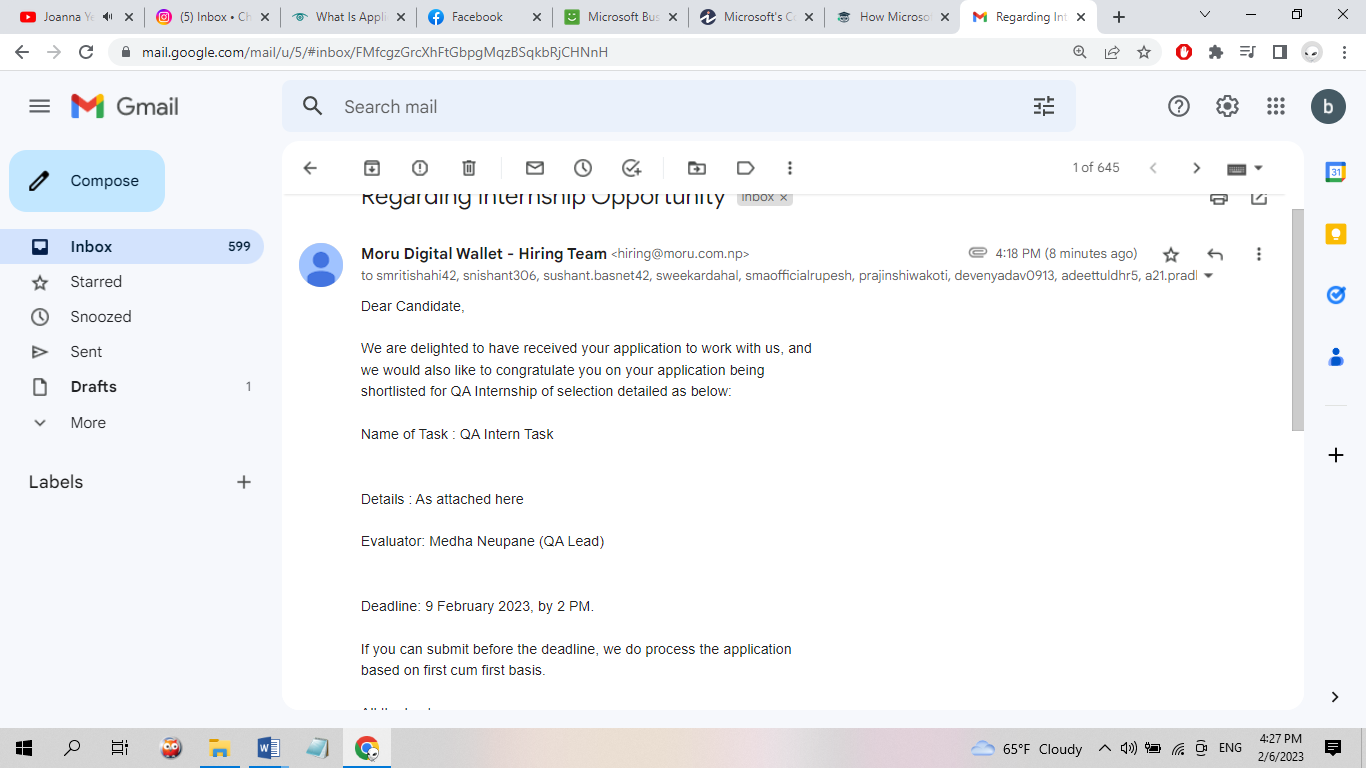 Joanna Ye
(5) Inbox • Ch
What Is Appli
Facebook
Microsoft Bus
Microsoft's C
How Microso
Regarding Int
mail.google.com/mail/u/5/#inbox/FMfcgzGrcXhFtGbpgMqzBSqkbRjCHNnH
Gmail
Search mail
b
Compose
1 of 645
31
Regarding Internship Opportunity Inbox ×
Inbox 599
Starred
Snoozed
Sent
Drafts 1
More
Labels
Moru Digital Wallet - Hiring Team <hiring@moru.com.np> 4:18 PM (8 minutes ago)
to smritishahi42, snishant306, sushant.basnet42, sweekardahal, smaofficialrupesh, prajinshiwakoti, devenyadav0913, adeettuldhr5, a21.pradl
Dear Candidate,
We are delighted to have received your application to work with us, and
we would also like to congratulate you on your application being
shortlisted for QA Internship of selection detailed as below:
Name of Task : QA Intern Task
Details : As attached here
Evaluator: Medha Neupane (QA Lead)
Deadline: 9 February 2023, by 2 PM.
If you can submit before the deadline, we do process the application
based on first cum first basis.
65°F Cloudy
ENG
4:27 PM
2/6/2023